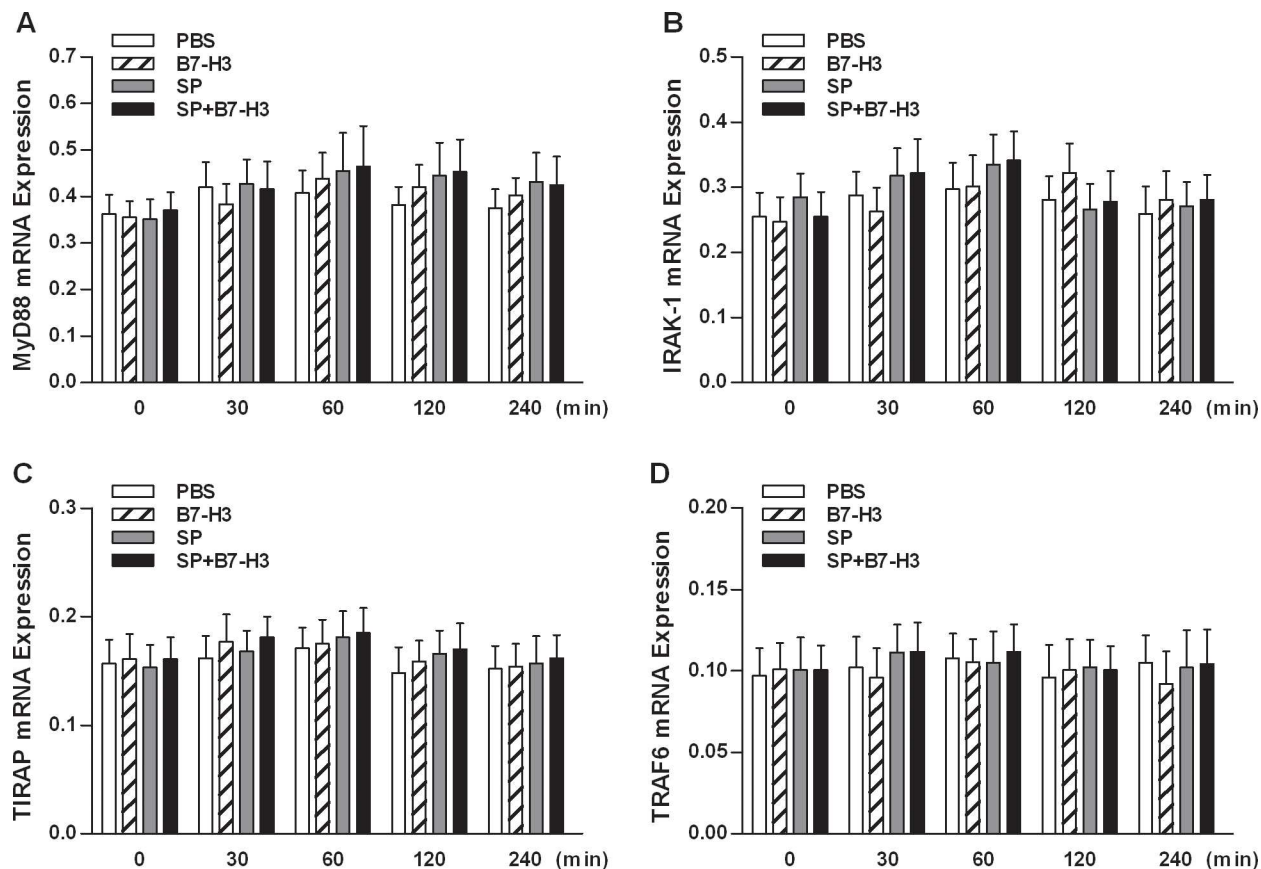 A
PBS
B7-H3
SP
SP+B7-H3
MyD88 mRNA Expression
0.7
0.6
0.5
0.4
0.3
0.2
0.1
0.0
0 30 60 120 240 (min)
B
PBS
B7-H3
SP
SP+B7-H3
IRAK-1 mRNA Expression
0.5
0.4
0.3
0.2
0.1
0.0
0 30 60 120 240 (min)
C
PBS
B7-H3
SP
SP+B7-H3
TIRAP mRNA Expression
0.3
0.2
0.1
0.0
0 30 60 120 240 (min)
D
PBS
B7-H3
SP
SP+B7-H3
TRAF6 mRNA Expression
0.20
0.15
0.10
0.05
0.00
0 30 60 120 240 (min)